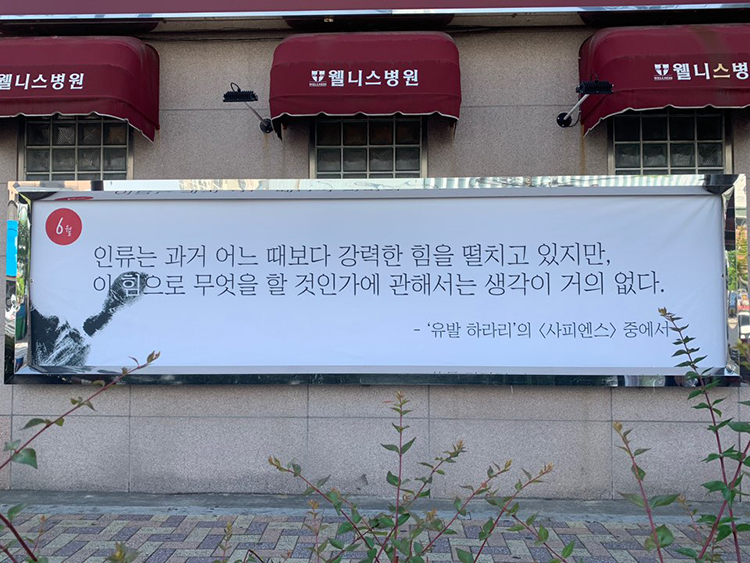 웰니스병원
WELLNESS 웰니스병원
WELLNESS 웰니스병
6월
인류는 과거 어느 때보다 강력한 힘을 떨치고 있지만,
이 힘으로 무엇을 할 것인가에 관해서는 생각이 거의 없다.
- ‘유발 하라리’의 〈사피엔스〉 중에서